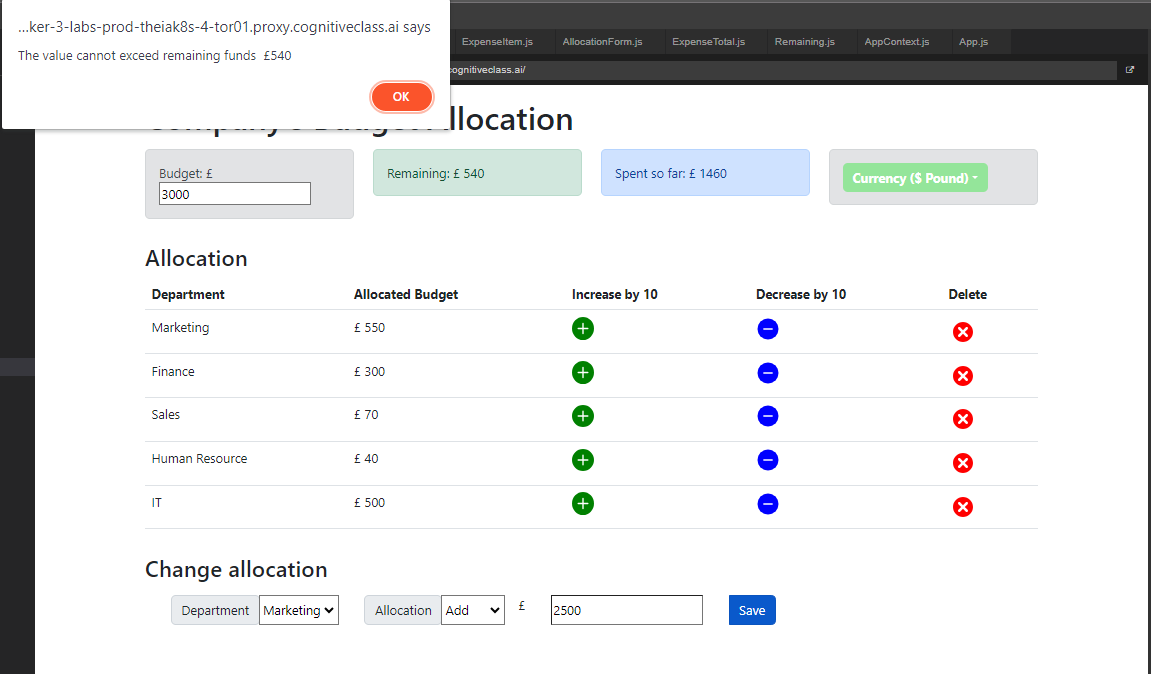 ...ker-3-labs-prod-theiak8s-4-tor01.proxy.cognitiveclass.ai says
The value cannot exceed remaining funds £540
OK
ExpenseItem.js AllocationForm.js ExpenseTotal.js Remaining.js AppContext.js App.js
cognitiveclass.ai/
Company's Budget Allocation
Budget: £
3000
Remaining: £ 540
Spent so far: £ 1460
Currency ($ Pound)
Allocation
Department Allocated Budget Increase by 10 Decrease by 10 Delete
Marketing £ 550
Finance £ 300
Sales £ 70
Human Resource £ 40
IT £ 500
Change allocation
Department Marketing Allocation Add £ 2500 Save